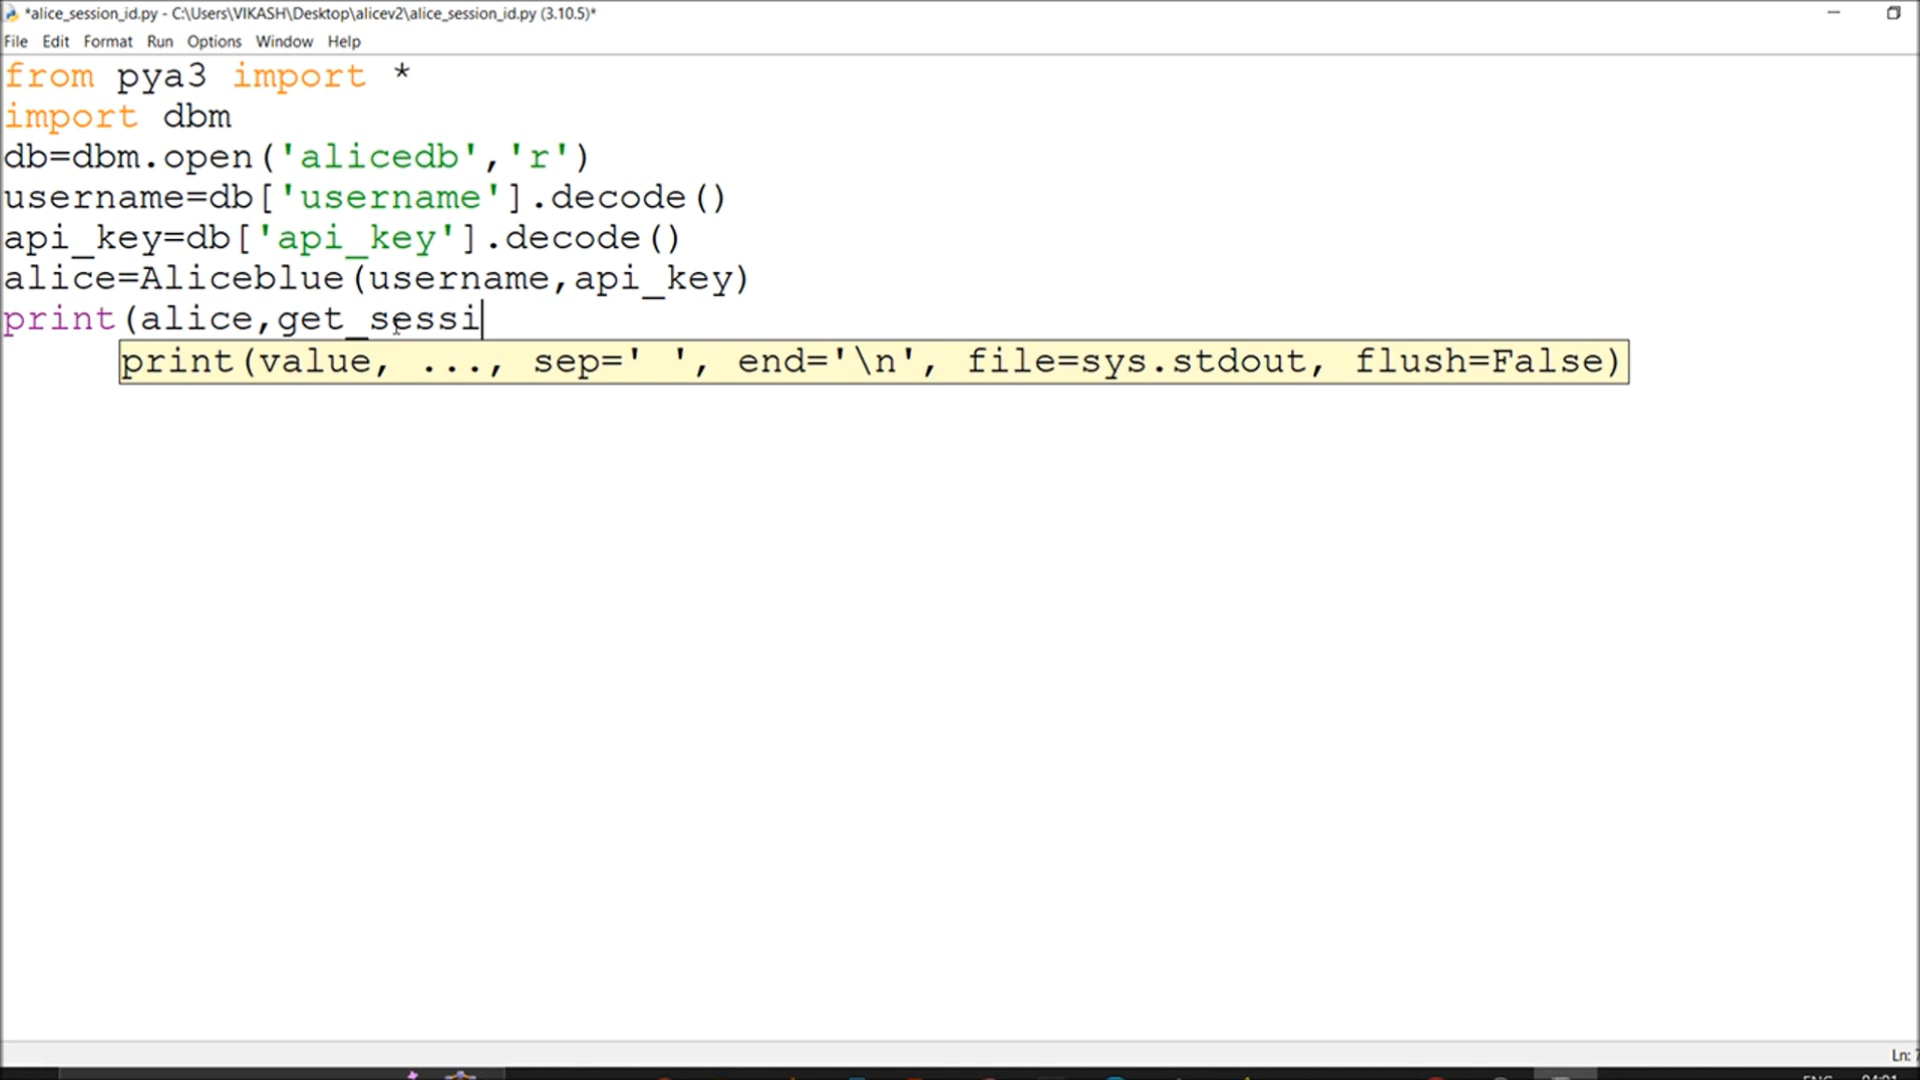 *alice_session_id.py - C:\Users\VIKASH\Desktop\alicev2\alice_session_id.py (3.10.5)*
File Edit Format Run Options Window Help
from pya3 import *
import dbm
db=dbm.open('alicedb','r')
username=db['username'].decode()
api_key=db['api_key'].decode()
alice=Aliceblue(username,api_key)
print(alice,get_sessi
print(value, ..., sep=' ', end='\n', file=sys.stdout, flush=False)
Ln: 7